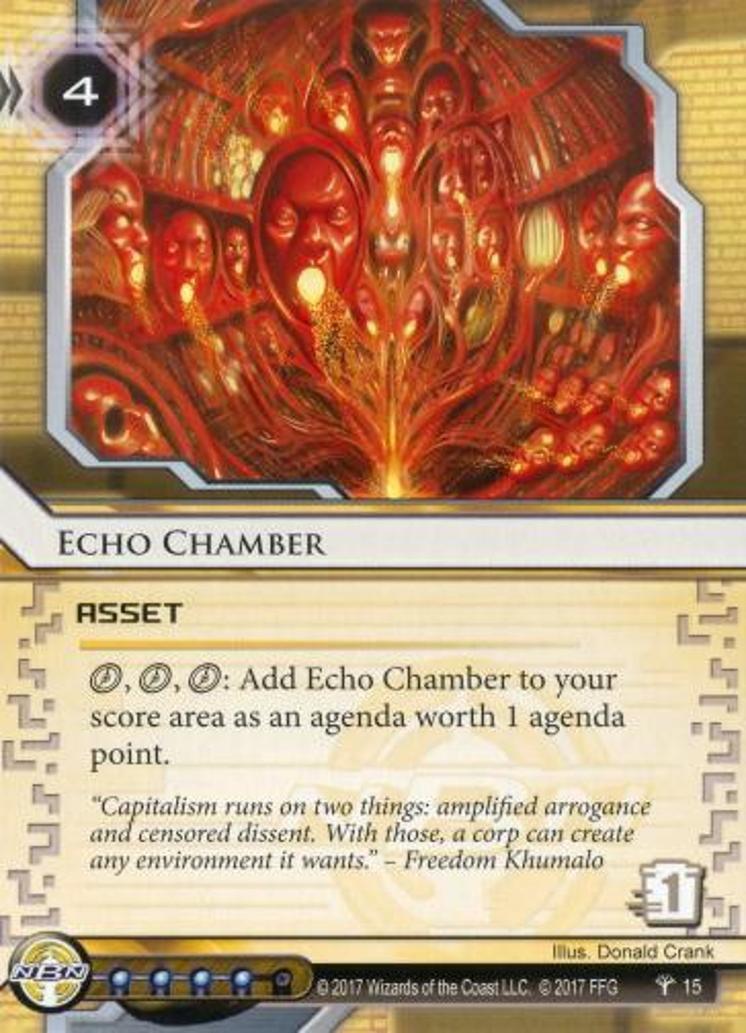 4
ECHO CHAMBER
ASSET
, , : Add Echo Chamber to your
score area as an agenda worth 1 agenda
point.
“Capitalism runs on two things: amplified arrogance
and censored dissent. With those, a corp can create
any environment it wants.” – Freedom Khumalo
1
Illus. Donald Crank
NBN
© 2017 Wizards of the Coast LLC. © 2017 FFG
15